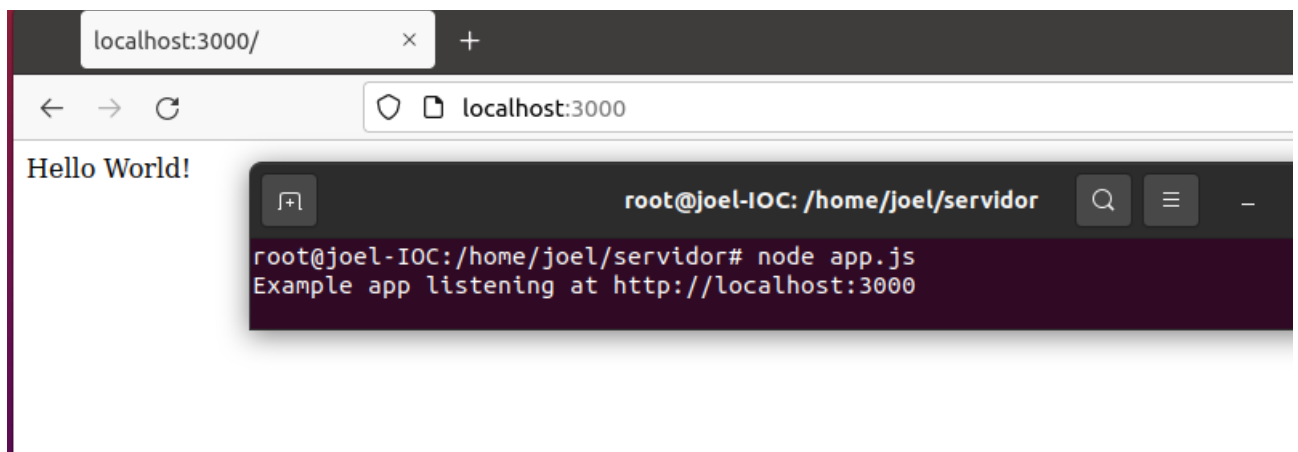 localhost:3000/
localhost:3000
Hello World!
root@joel-IOC: /home/joel/servidor
root@joel-IOC:/home/joel/servidor# node app.js
Example app listening at http://localhost:3000